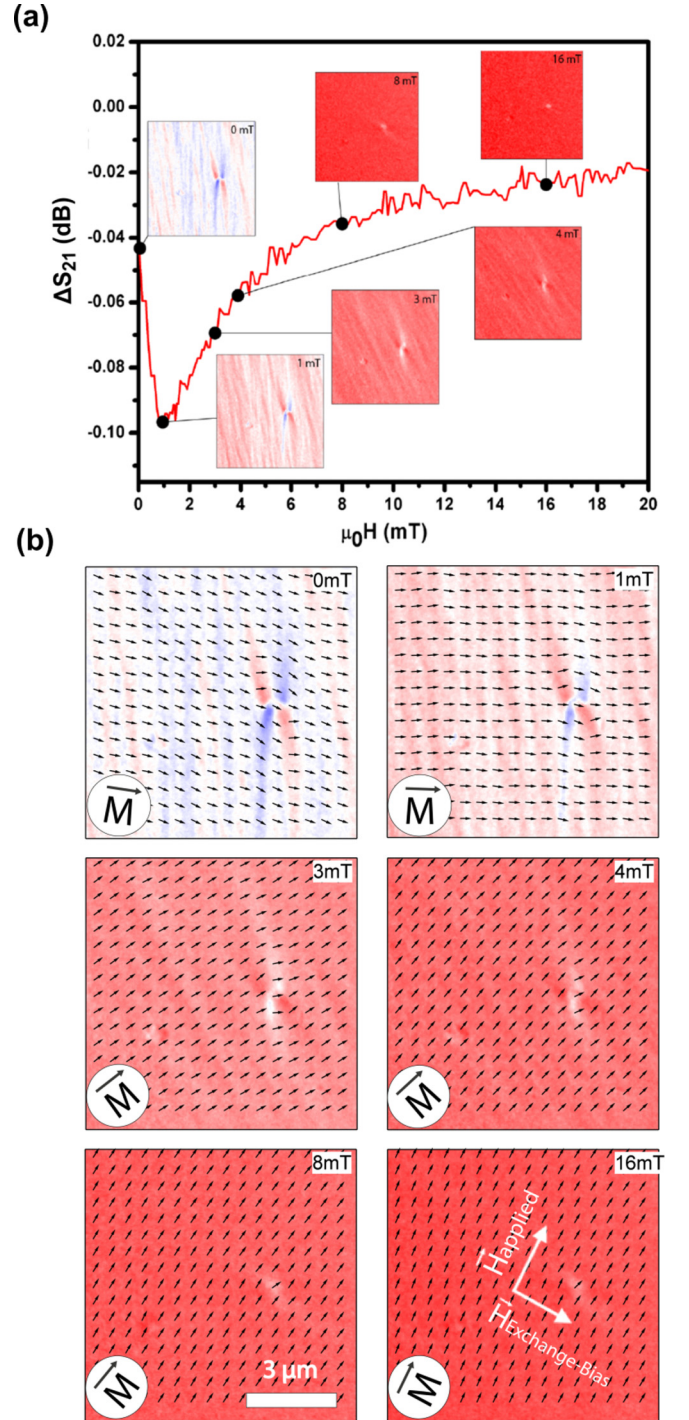 (a)
0.02
0.00
-0.02
-0.04
-0.06
-0.08
-0.10
ΔS21 (dB)
0 mT
8 mT
16 mT
4 mT
3 mT
1 mT
0 2 4 6 8 10 12 14 16 18 20
μ0H (mT)
(b)
0mT
M
1mT
M
3mT
M
4mT
M
8mT
M
3 μm
16mT
M
Happlied
HExchange-Bias